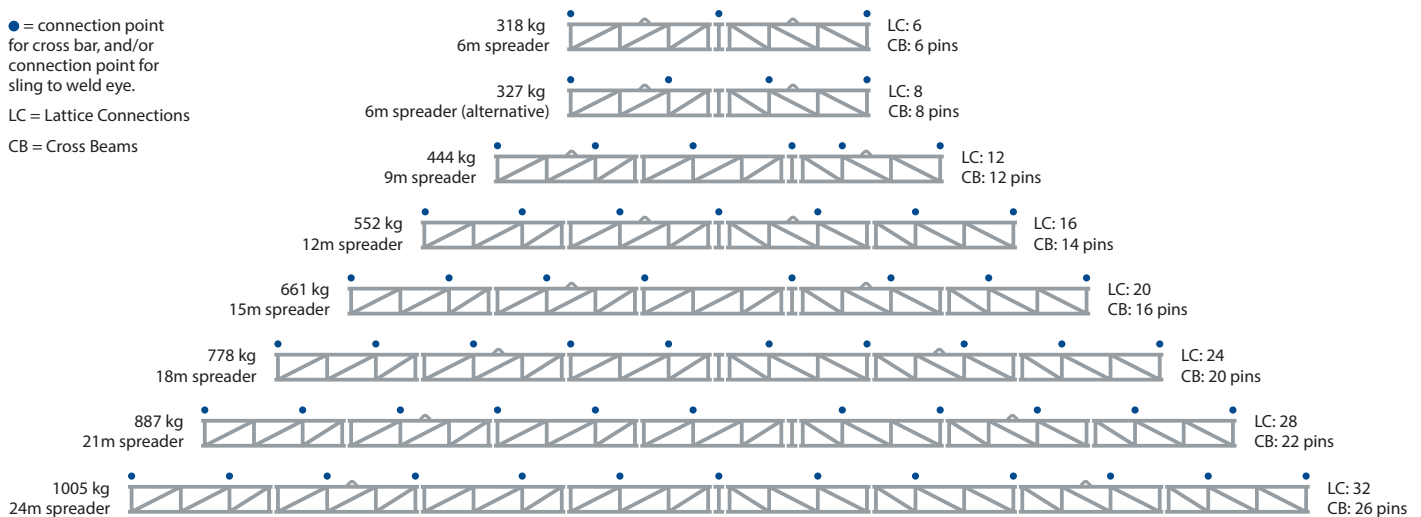 = connection point
for cross bar, and/or
connection point for
sling to weld eye.
LC = Lattice Connections
CB = Cross Beams
318 kg
6m spreader
LC: 6
CB: 6 pins
327 kg
6m spreader (alternative)
LC: 8
CB: 8 pins
444 kg
9m spreader
LC: 12
CB: 12 pins
552 kg
12m spreader
LC: 16
CB: 14 pins
661 kg
15m spreader
LC: 20
CB: 16 pins
778 kg
18m spreader
LC: 24
CB: 20 pins
887 kg
21m spreader
LC: 28
CB: 22 pins
1005 kg
24m spreader
LC: 32
CB: 26 pins